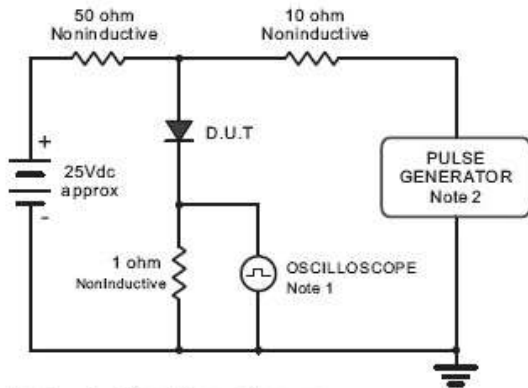 50 ohm
Noninductive
10 ohm
Noninductive
D.U.T
+
25Vdc
approx
-
PULSE
GENERATOR
Note 2
1 ohm
NonInductive
OSCILLOSCOPE
Note 1